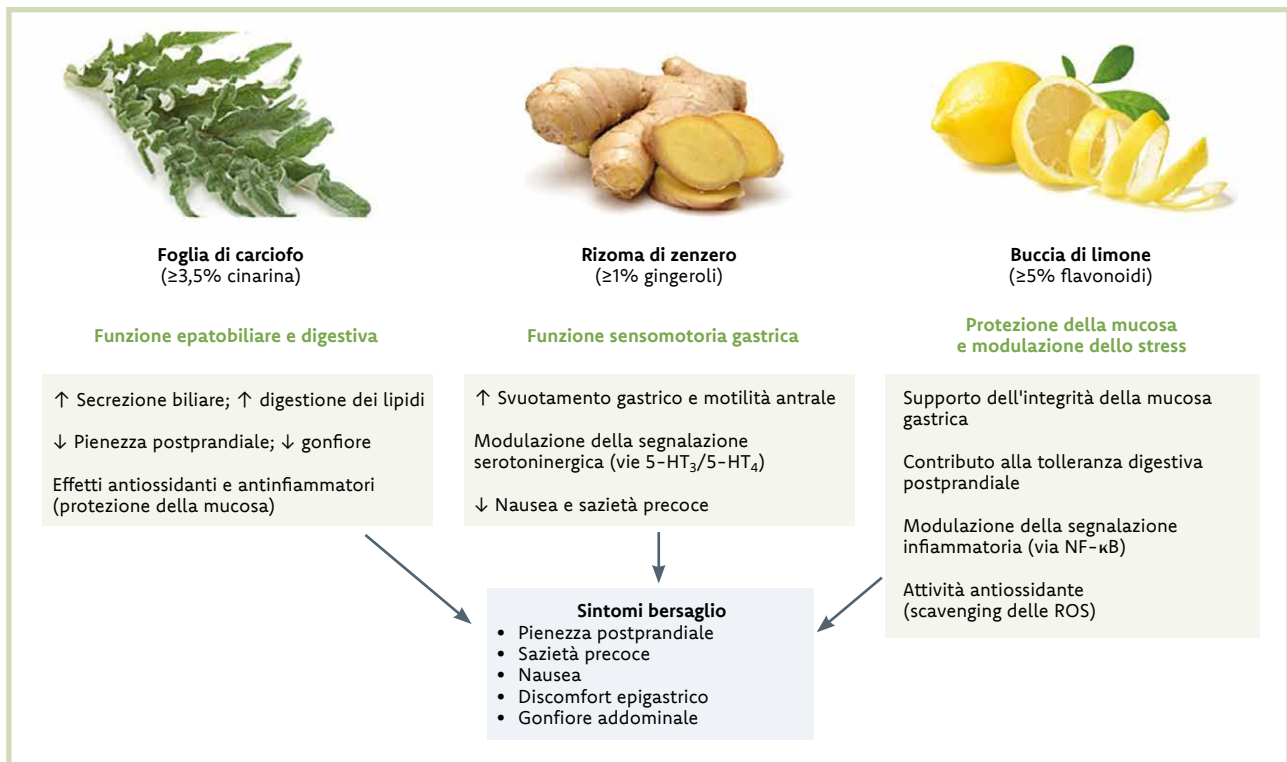 Foglia di carciofo
(≥3,5% cinarina)
Funzione epatobiliare e digestiva
↑ Secrezione biliare; ↑ digestione dei lipidi
↓ Pienezza postprandiale; ↓ gonfiore
Effetti antiossidanti e antinfiammatori
(protezione della mucosa)
Rizoma di zenzero
(≥1% gingeroli)
Funzione sensomotoria gastrica
↑ Svuotamento gastrico e motilità antrale
Modulazione della segnalazione
serotoninergica (vie 5-HT₃/5-HT₄)
↓ Nausea e sazietà precoce
Buccia di limone
(≥5% flavonoidi)
Protezione della mucosa
e modulazione dello stress
Supporto dell'integrità della mucosa
gastrica
Contributo alla tolleranza digestiva
postprandiale
Modulazione della segnalazione
infiammatoria (via NF-κB)
Attività antiossidante
(scavenging delle ROS)
Sintomi bersaglio
• Pienezza postprandiale
• Sazietà precoce
• Nausea
• Discomfort epigastrico
• Gonfiore addominale